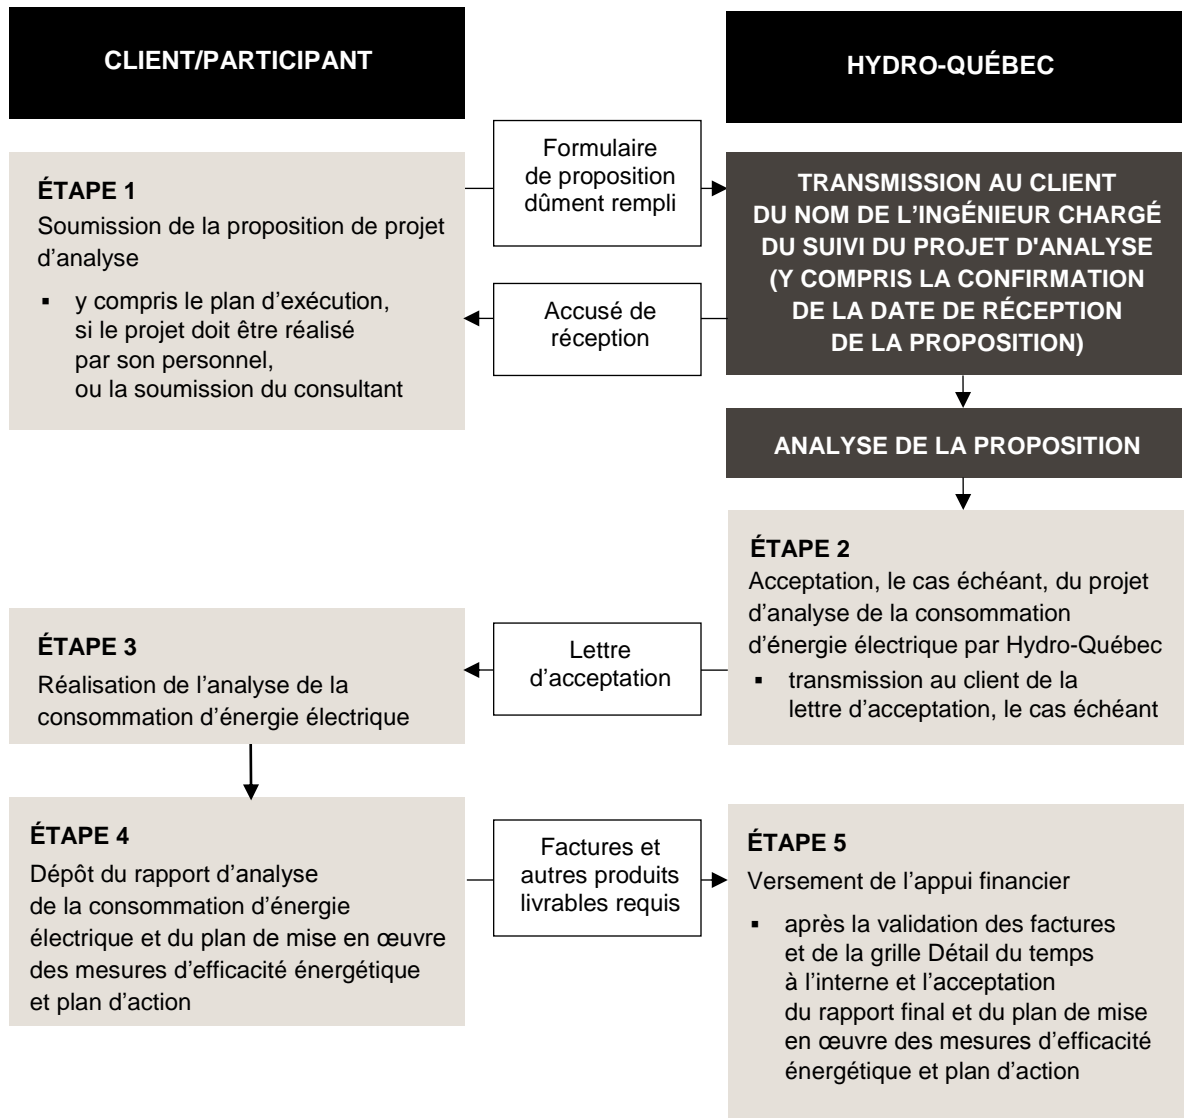 CLIENT/PARTICIPANT
HYDRO-QUÉBEC
ÉTAPE 1
Soumission de la proposition de projet
d’analyse
▪ y compris le plan d’exécution,
si le projet doit être réalisé
par son personnel,
ou la soumission du consultant
Formulaire
de proposition
dûment rempli
Accusé de
réception
TRANSMISSION AU CLIENT
DU NOM DE L’INGÉNIEUR CHARGÉ
DU SUIVI DU PROJET D'ANALYSE
(Y COMPRIS LA CONFIRMATION
DE LA DATE DE RÉCEPTION
DE LA PROPOSITION)
ANALYSE DE LA PROPOSITION
ÉTAPE 2
Acceptation, le cas échéant, du projet
d’analyse de la consommation
d’énergie électrique par Hydro-Québec
▪ transmission au client de la
lettre d’acceptation, le cas échéant
Lettre
d’acceptation
ÉTAPE 3
Réalisation de l’analyse de la
consommation d’énergie électrique
ÉTAPE 4
Dépôt du rapport d’analyse
de la consommation d’énergie
électrique et du plan de mise en œuvre
des mesures d’efficacité énergétique
et plan d’action
Factures et
autres produits
livrables requis
ÉTAPE 5
Versement de l’appui financier
▪ après la validation des factures
et de la grille Détail du temps
à l’interne et l’acceptation
du rapport final et du plan de mise
en œuvre des mesures d’efficacité
énergétique et plan d’action